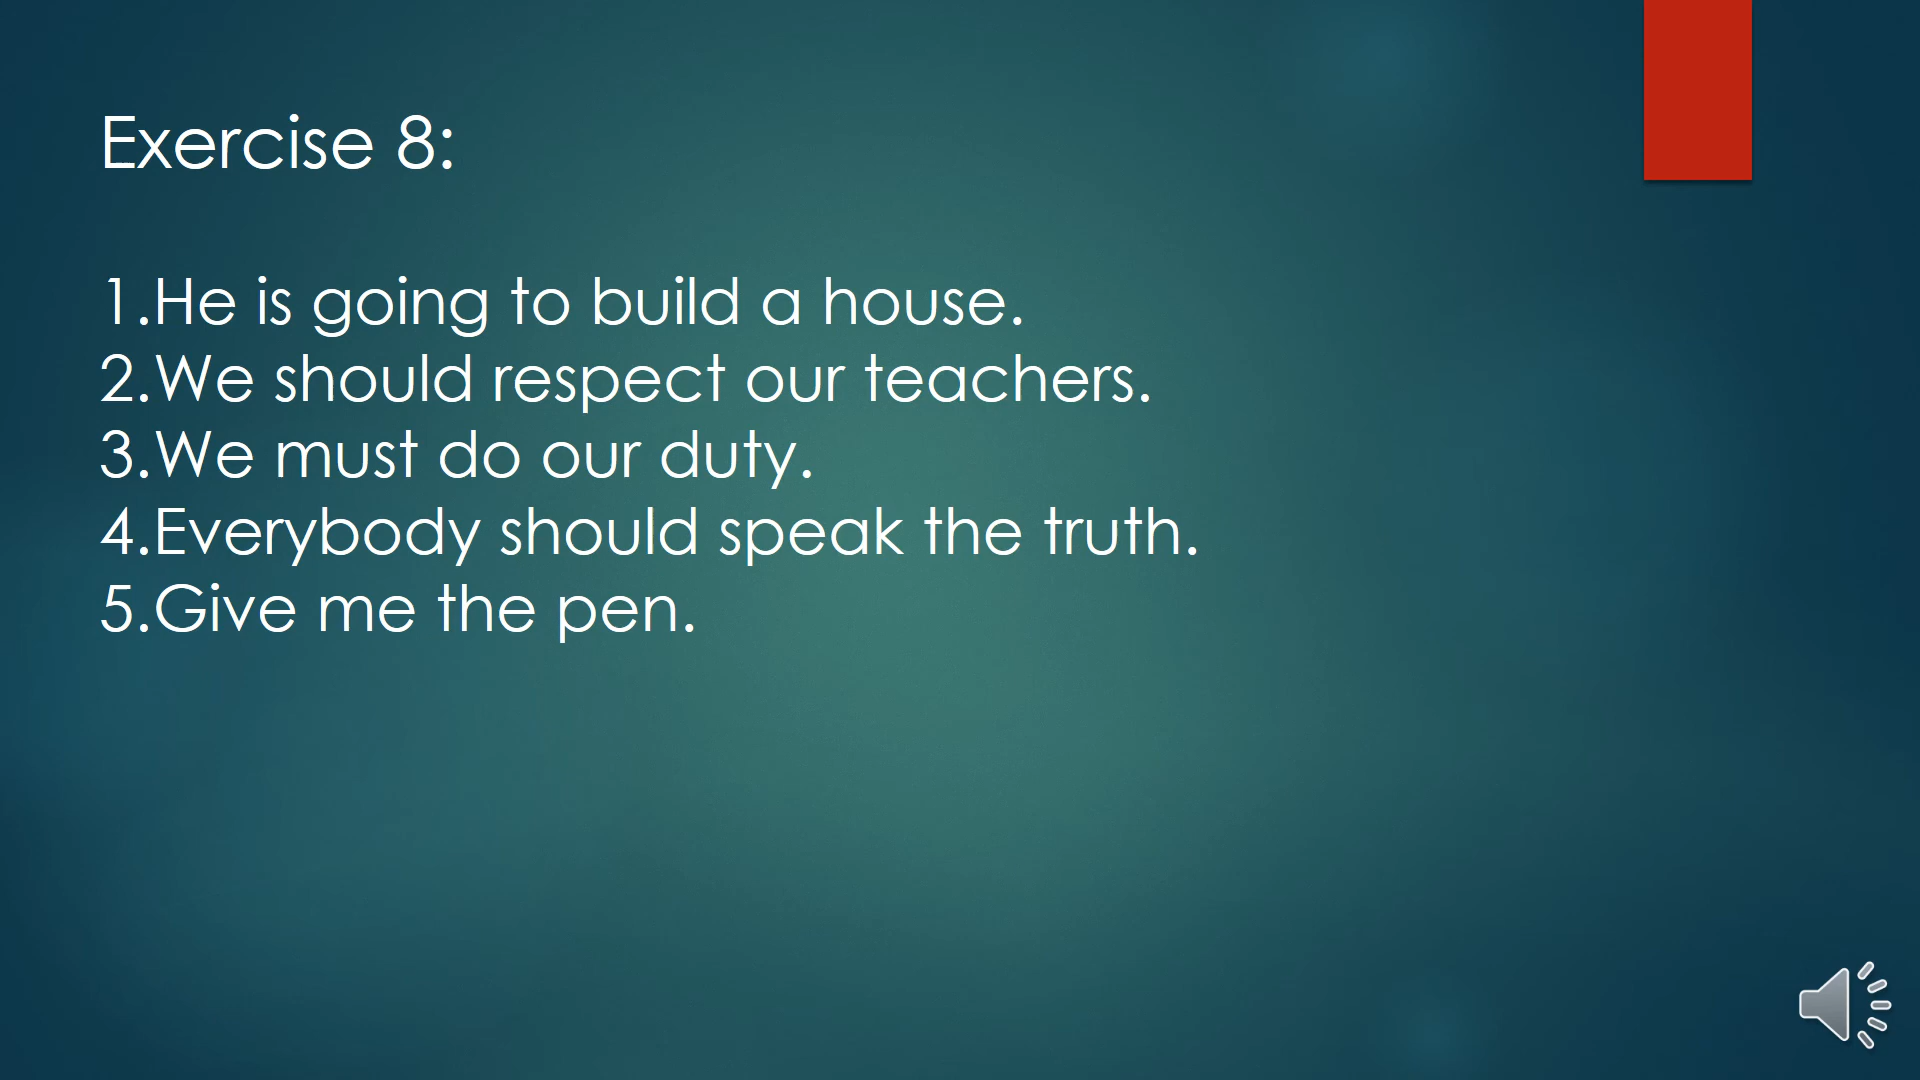 Exercise 8:
1.He is going to build a house.
2.We should respect our teachers.
3.We must do our duty.
4.Everybody should speak the truth.
5.Give me the pen.